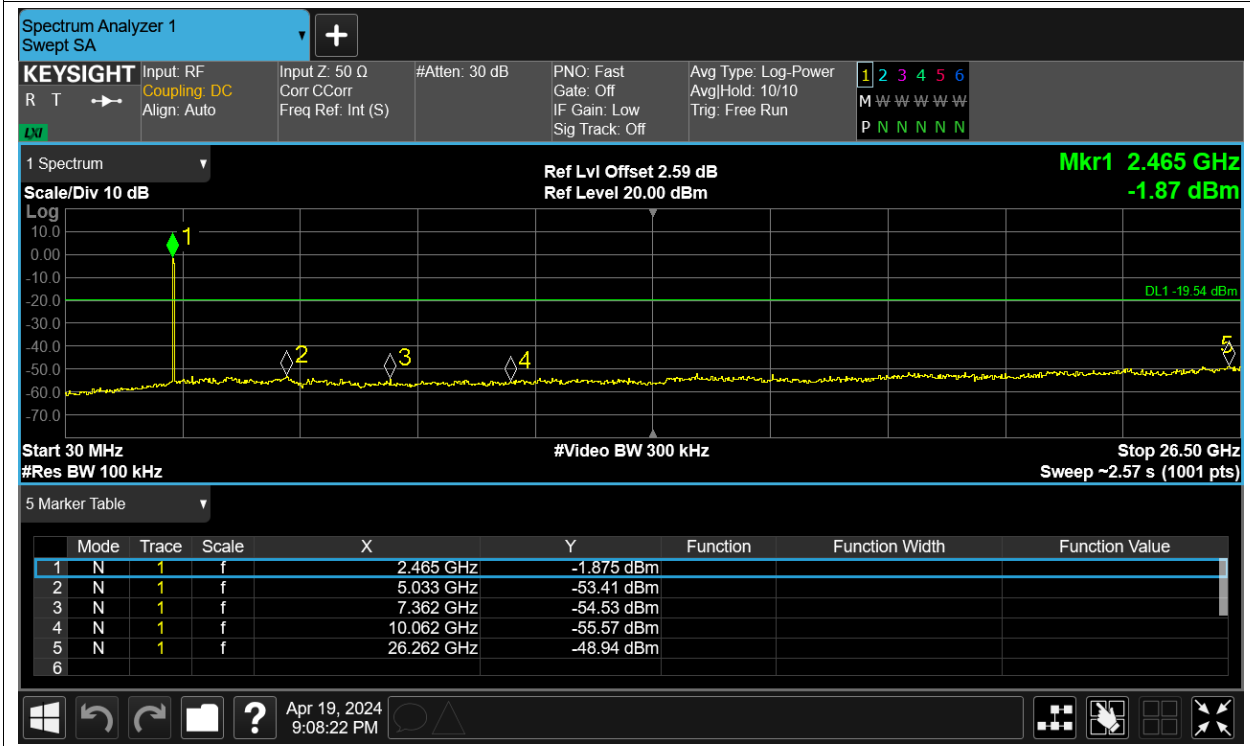 Spectrum Analyzer 1
Swept SA
+
KEYSIGHT Input: RF Input Z: 50 Ω #Atten: 30 dB PNO: Fast Avg Type: Log-Power 1 2 3 4 5 6
R T Coupling: DC Corr CCorr Gate: Off Avg|Hold: 10/10 M W W W W W
Align: Auto Freq Ref: Int (S) IF Gain: Low Trig: Free Run
LXI Sig Track: Off P N N N N N
1 Spectrum Ref Lvl Offset 2.59 dB Mkr1 2.465 GHz
Scale/Div 10 dB Ref Level 20.00 dBm -1.87 dBm
Log
10.0 1
0.00
-10.0
DL1 -19.54 dBm
-20.0
-30.0
-40.0 2 3 4 5
-50.0
-60.0
-70.0
Start 30 MHz #Video BW 300 kHz Stop 26.50 GHz
#Res BW 100 kHz Sweep ~2.57 s (1001 pts)
5 Marker Table
Mode Trace Scale X Y Function Function Width Function Value
1 N 1 f 2.465 GHz -1.875 dBm
2 N 1 f 5.033 GHz -53.41 dBm
3 N 1 f 7.362 GHz -54.53 dBm
4 N 1 f 10.062 GHz -55.57 dBm
5 N 1 f 26.262 GHz -48.94 dBm
6
? Apr 19, 2024
9:08:22 PM